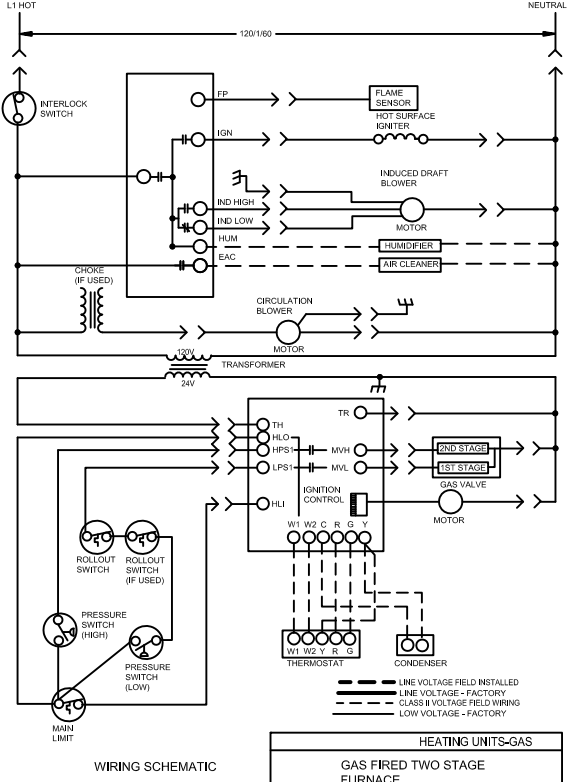 L1 HOT
NEUTRAL
120/1/60
INTERLOCK
SWITCH
FP
FLAME
SENSOR
HOT SURFACE
IGNITER
IGN
INDUCED DRAFT
BLOWER
IND HIGH
IND LOW
MOTOR
HUM
HUMIDIFIER
EAC
AIR CLEANER
CHOKE
(IF USED)
CIRCULATION
BLOWER
MOTOR
120V
TRANSFORMER
24V
TH
TR
HLO
HPS1
MVH
2ND STAGE
LPS1
MVL
1ST STAGE
GAS VALVE
IGNITION
CONTROL
HLI
MOTOR
W1 W2 C R G Y
ROLLOUT
SWITCH
ROLLOUT
SWITCH
(IF USED)
PRESSURE
SWITCH
(HIGH)
PRESSURE
SWITCH
(LOW)
W1 W2 Y R G
THERMOSTAT
CONDENSER
MAIN
LIMIT
LINE VOLTAGE FIELD INSTALLED
LINE VOLTAGE - FACTORY
CLASS II VOLTAGE FIELD WIRING
LOW VOLTAGE - FACTORY
WIRING SCHEMATIC
HEATING UNITS-GAS
GAS FIRED TWO STAGE
FURNACE